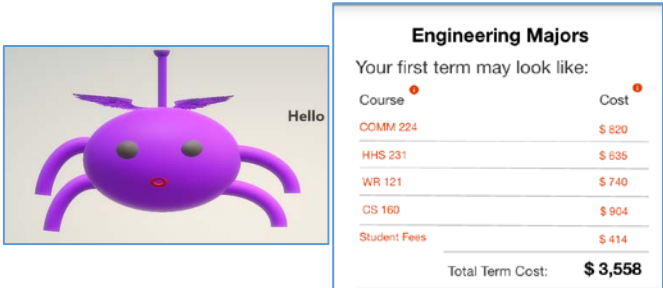 Hello
Engineering Majors
Your first term may look like:
Course Cost
COMM 224 $ 820
HHS 231 $ 635
WR 121 $ 740
CS 160 $ 904
Student Fees $ 414
Total Term Cost: $ 3,558